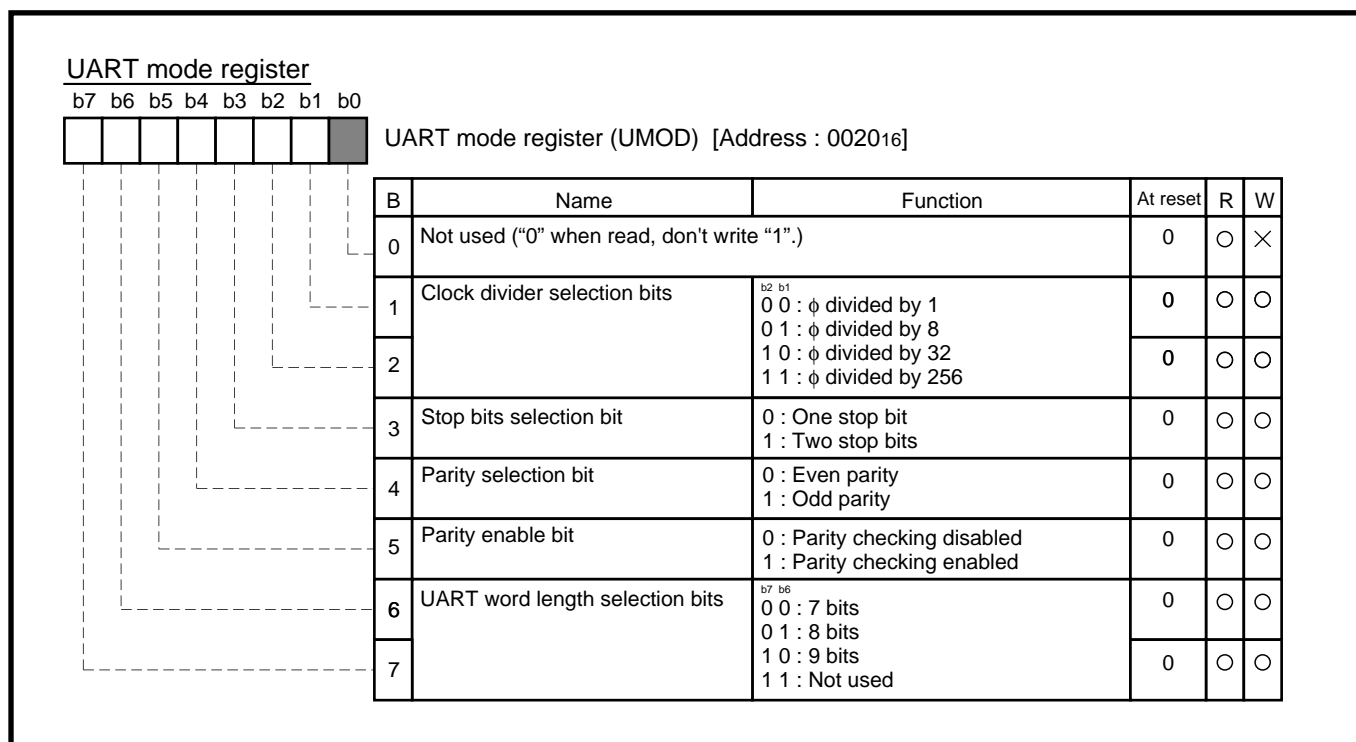 UART mode register
b7 b6 b5 b4 b3 b2 b1 b0
UART mode register (UMOD) [Address : 002016]
B Name Function At reset R W
0 Not used (“0” when read, don't write “1”.) 0 ○ ×
1 Clock divider selection bits b2 b1 0 ○ ○
0 0 : ϕ divided by 1
0 1 : ϕ divided by 8
2 1 0 : ϕ divided by 32 0 ○ ○
1 1 : ϕ divided by 256
3 Stop bits selection bit 0 : One stop bit 0 ○ ○
1 : Two stop bits
4 Parity selection bit 0 : Even parity 0 ○ ○
1 : Odd parity
5 Parity enable bit 0 : Parity checking disabled 0 ○ ○
1 : Parity checking enabled
6 UART word length selection bits b7 b6 0 ○ ○
0 0 : 7 bits
0 1 : 8 bits
7 1 0 : 9 bits 0 ○ ○
1 1 : Not used